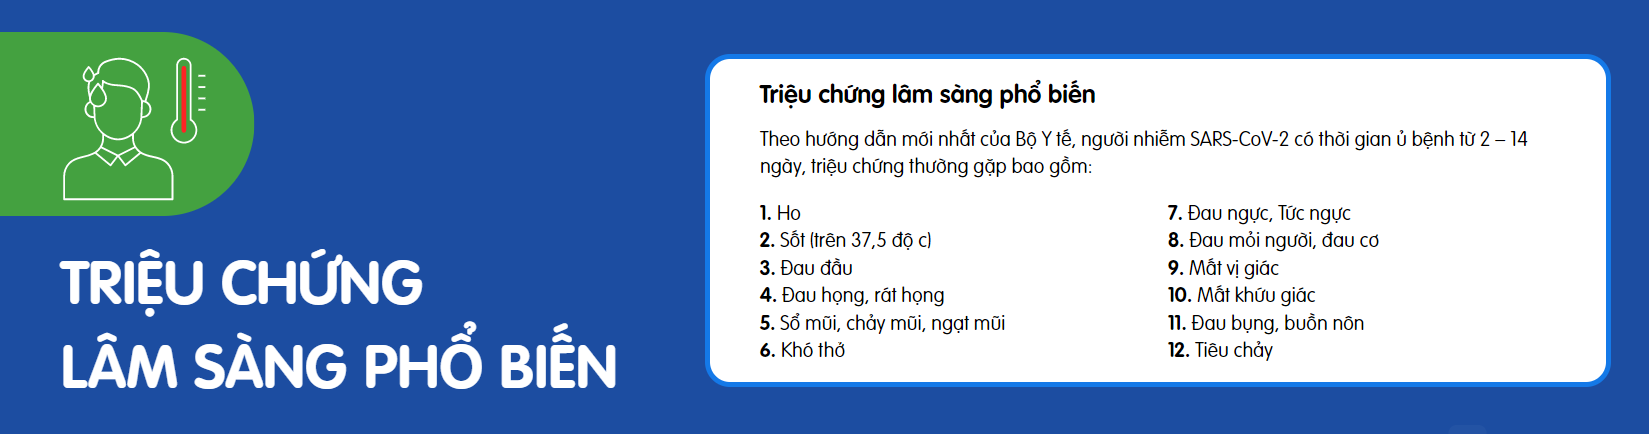 TRIỆU CHỨNG
LÂM SÀNG PHỔ BIẾN
Triệu chứng lâm sàng phổ biến
Theo hướng dẫn mới nhất của Bộ Y tế, người nhiễm SARS-CoV-2 có thời gian ủ bệnh từ 2 – 14
ngày, triệu chứng thường gặp bao gồm:
1. Ho
2. Sốt (trên 37,5 độ c)
3. Đau đầu
4. Đau họng, rát họng
5. Sổ mũi, chảy mũi, ngạt mũi
6. Khó thở
7. Đau ngực, Tức ngực
8. Đau mỏi người, đau cơ
9. Mất vị giác
10. Mất khứu giác
11. Đau bụng, buồn nôn
12. Tiêu chảy